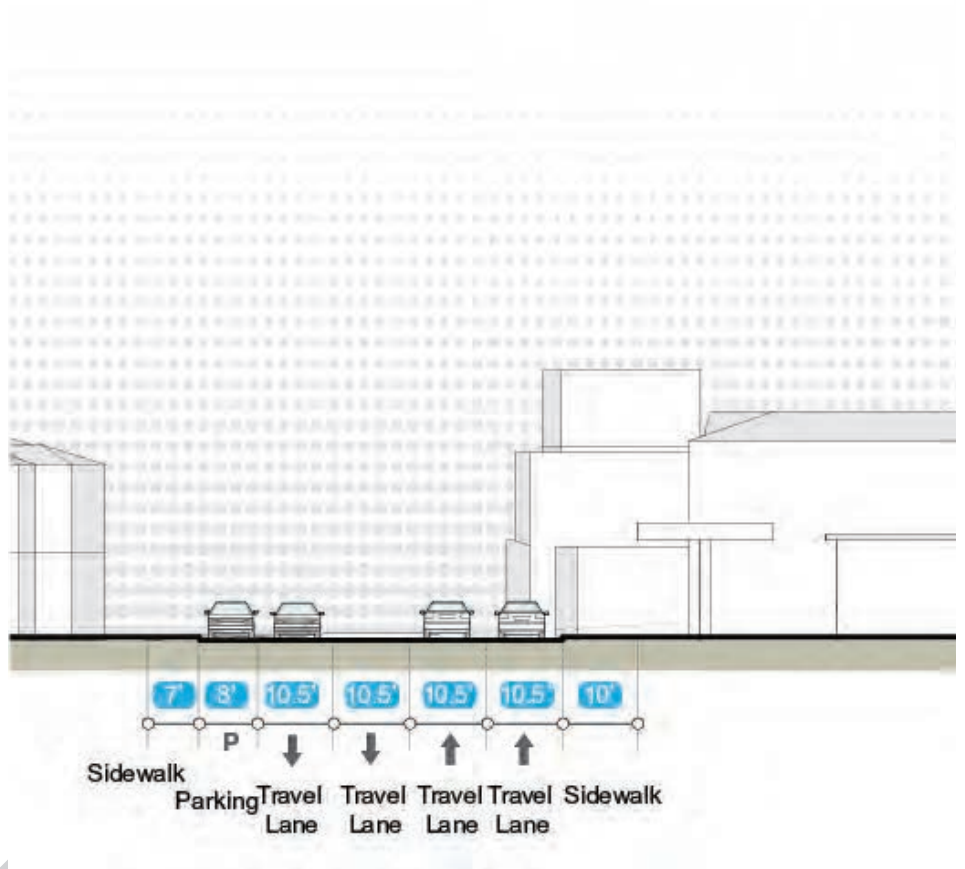 7' 8' 10.5' 10.5' 10.5' 10.5' 10'
P
Sidewalk
Parking
Travel Lane
Travel Lane
Travel Lane
Travel Lane
Sidewalk